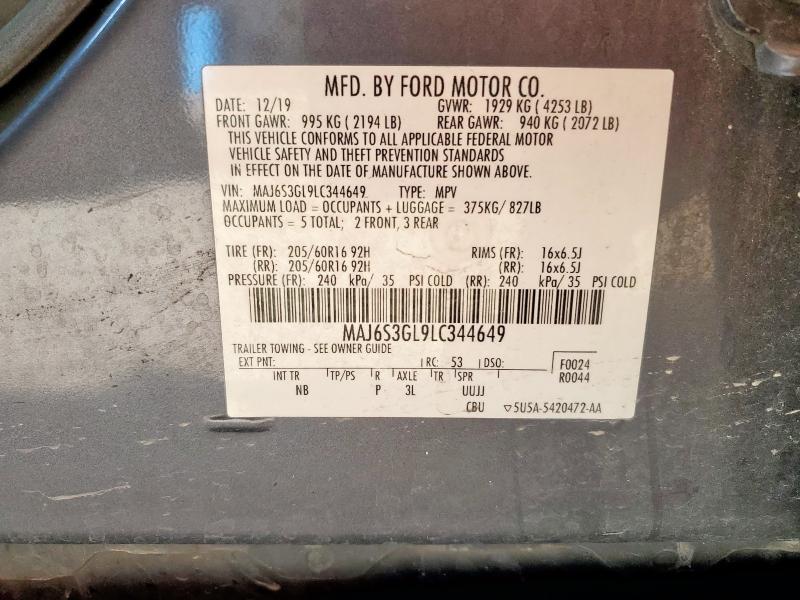 MFD. BY FORD MOTOR CO.
DATE: 12/19 GVWR: 1929 KG ( 4253 LB)
FRONT GAWR: 995 KG ( 2194 LB) REAR GAWR: 940 KG ( 2072 LB)
THIS VEHICLE CONFORMS TO ALL APPLICABLE FEDERAL MOTOR
VEHICLE SAFETY AND THEFT PREVENTION STANDARDS
IN EFFECT ON THE DATE OF MANUFACTURE SHOWN ABOVE.
VIN: MAJ6S3GL9LC344649 TYPE: MPV
MAXIMUM LOAD = OCCUPANTS + LUGGAGE = 375KG/ 827LB
OCCUPANTS = 5 TOTAL; 2 FRONT, 3 REAR
TIRE (FR): 205/60R16 92H RIMS (FR): 16x6.5J
(RR): 205/60R16 92H (RR): 16x6.5J
PRESSURE (FR): 240 kPa/ 35 PSI COLD (RR): 240 kPa/ 35 PSI COLD
MAJ6S3GL9LC344649
TRAILER TOWING - SEE OWNER GUIDE
EXT PNT: RC: 53 DSO: F0024
INT TR TP/PS R AXLE TR SPR R0044
NB P 3L UUJJ
CBU ▽5U5A-5420472-AA